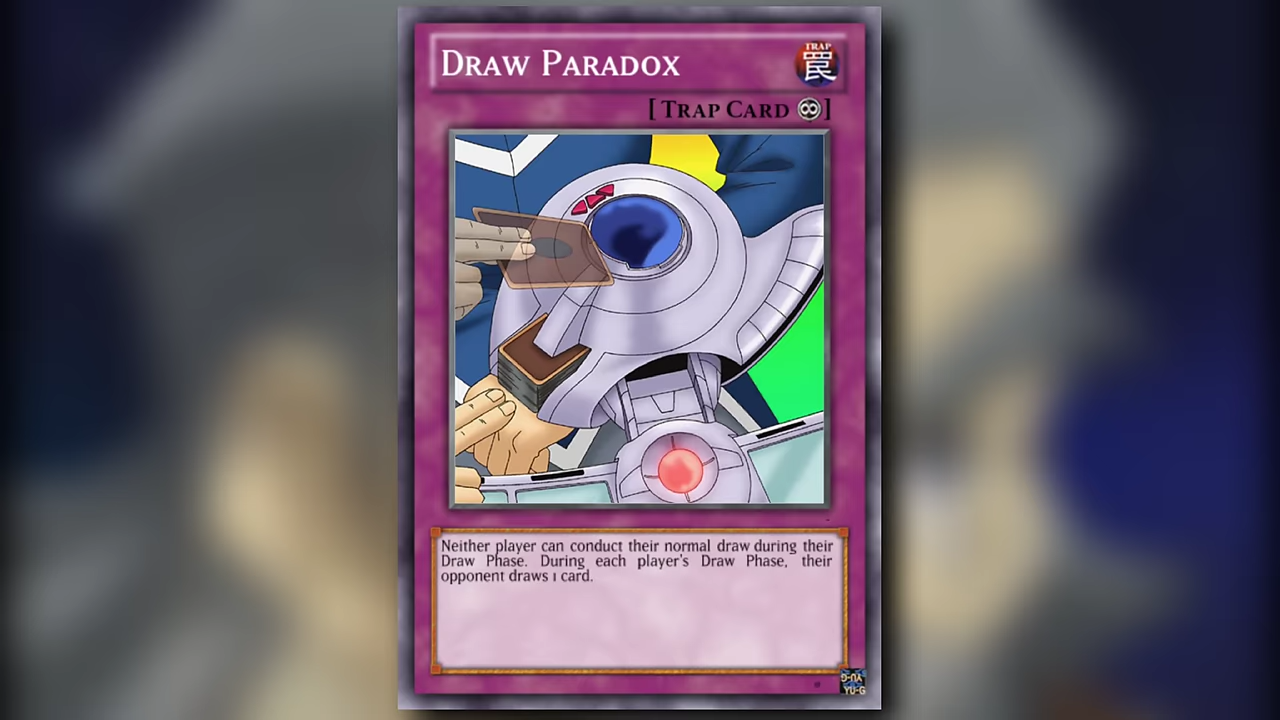 DRAW PARADOX
TRAP
罠
[ TRAP CARD ]
Neither player can conduct their normal draw during their
Draw Phase. During each player's Draw Phase, their
opponent draws 1 card.
YU-G